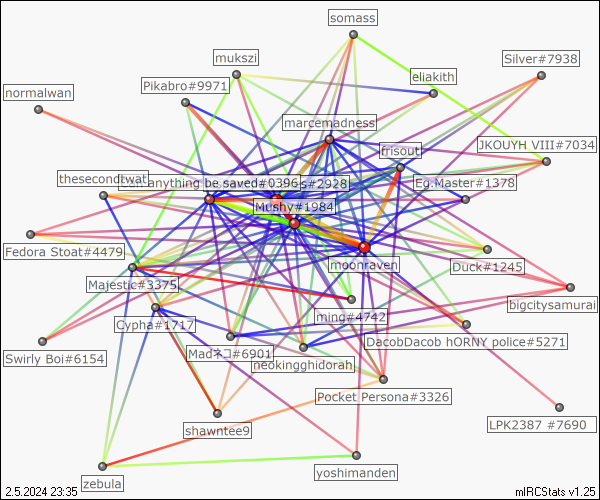 somass
mukszi
Silver#7938
eliakith
Pikabro#9971
normalwan
marcemadness
JKOUYH VIII#7034
frisout
thesecondtwat
anything be saved#0396
s#2928
Eg.Master#1378
Mushy#1984
Fedora Stoat#4479
moonraven
Duck#1245
Majestic#3375
bigcitysamurai
ming#4742
Cypha#1717
DacobDacob hORNY police#5271
Madネコ#6901
Swirly Boi#6154
neokingghidorah
Pocket Persona#3326
LPK2387 #7690
shawntee9
yoshimanden
zebula
2.5.2024 23:35
mIRCStats v1.25